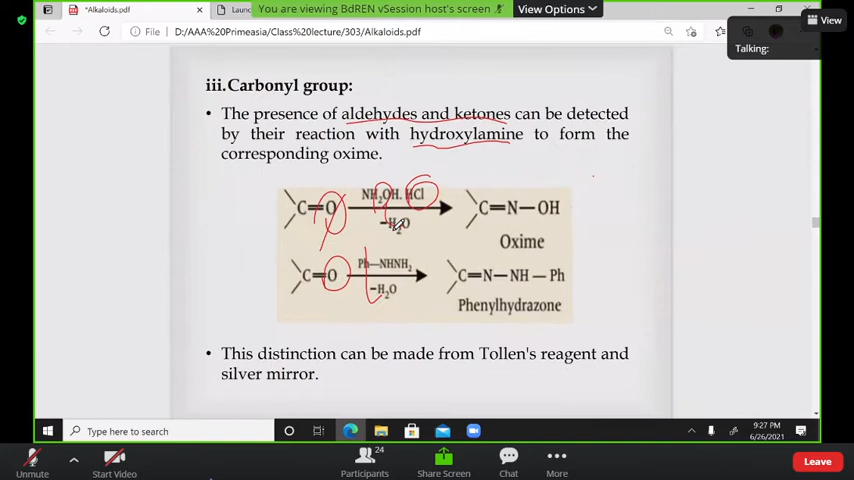 *Alkaloids.pdf
Laun
You are viewing BdREN vSession host's screen
View Options
View
File
D:/AAA%20Primeasia/Class%20lecture/303/Alkaloids.pdf
Talking:
iii. Carbonyl group:
• The presence of aldehydes and ketones can be detected
by their reaction with hydroxylamine to form the
corresponding oxime.
C=O
NH2OH. HCl
−H2O
C=N—OH
Oxime
C=O
Ph—NHNH2
−H2O
C=N—NH—Ph
Phenylhydrazone
• This distinction can be made from Tollen's reagent and
silver mirror.
Type here to search
9:27 PM
6/26/2021
Unmute
Start Video
24
Participants
Share Screen
Chat
More
Leave